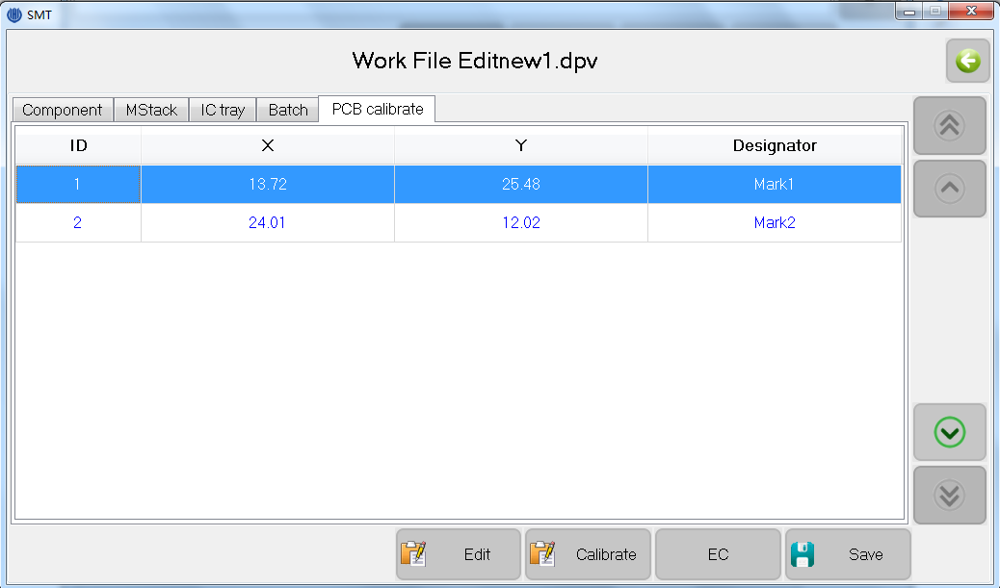 SMT
Work File Editnew1.dpv
Component MStack IC tray Batch PCB calibrate
ID X Y Designator
1 13.72 25.48 Mark1
2 24.01 12.02 Mark2
Edit Calibrate EC Save